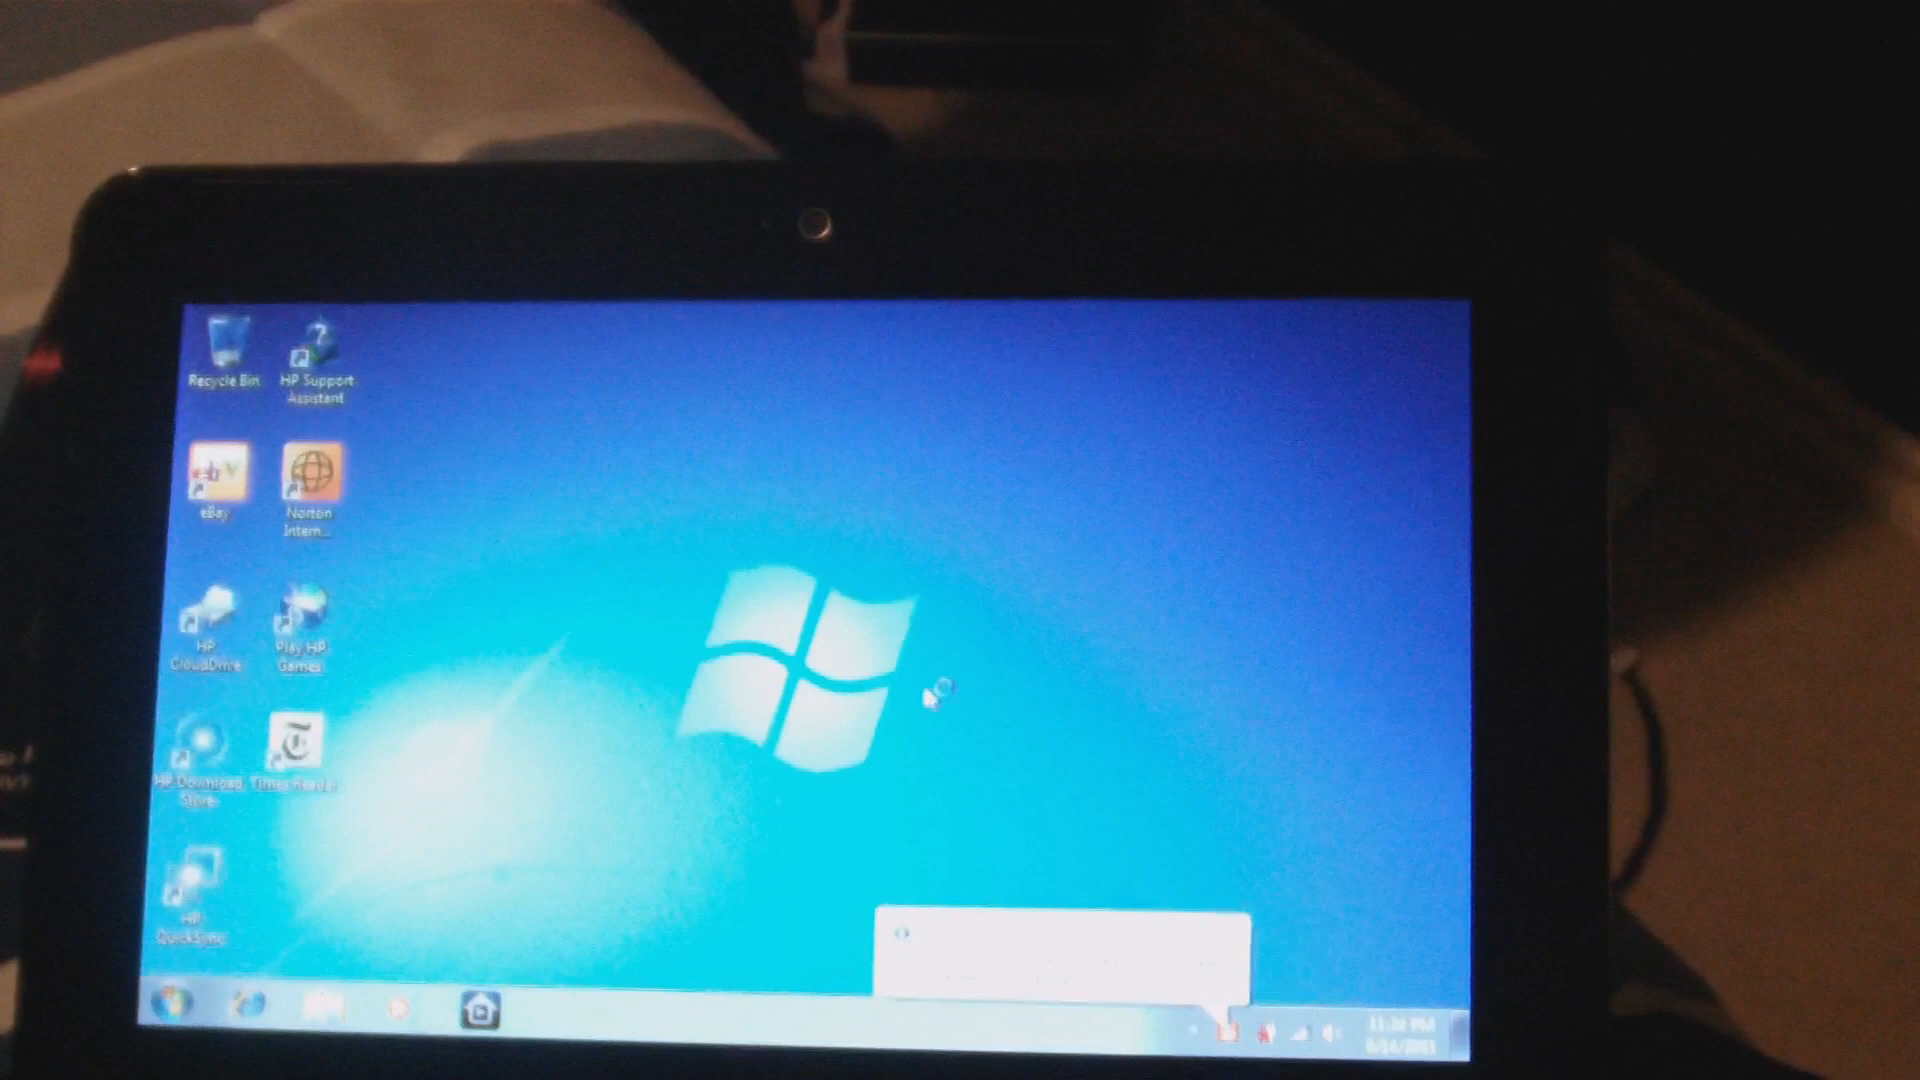 Recycle Bin
HP Support
Assistant
eBay
eBay
Norton
Intern...
HP
CloudDrive
Play HP
Games
HP Download
Store
Times Reader
HP
QuickSync